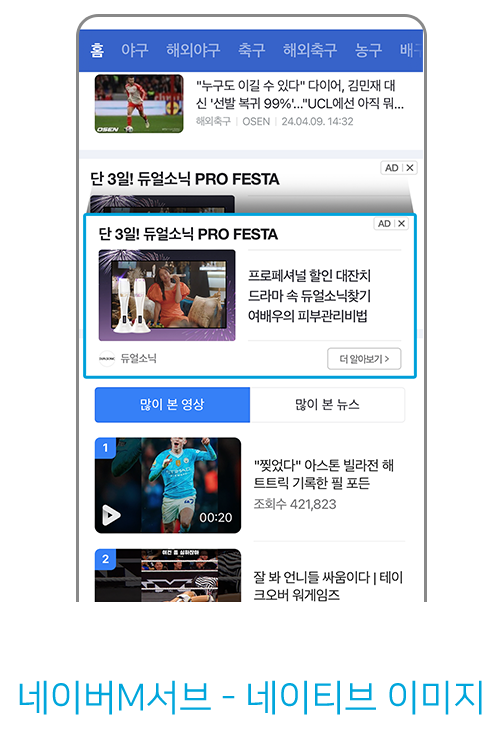 홈 야구 해외야구 축구 해외축구 농구 배구
"누구도 이길 수 있다" 다이어, 김민재 대
신 '선발 복귀 99%'..."UCL에선 아직 뭐...
해외축구 | OSEN | 24.04.09. 14:32
OSEN
AD
단 3일! 듀얼소닉 PRO FESTA
AD
단 3일! 듀얼소닉 PRO FESTA
프로페셔널 할인 대잔치
드라마 속 듀얼소닉찾기
여배우의 피부관리비법
듀얼소닉
더 알아보기 >
많이 본 영상
많이 본 뉴스
1
00:20
"찢었다" 아스톤 빌라전 해
트트릭 기록한 필 포든
조회수 421,823
2
잘 봐 언니들 싸움이다 | 테이
크오버 워게임즈
네이버M서브 - 네이티브 이미지